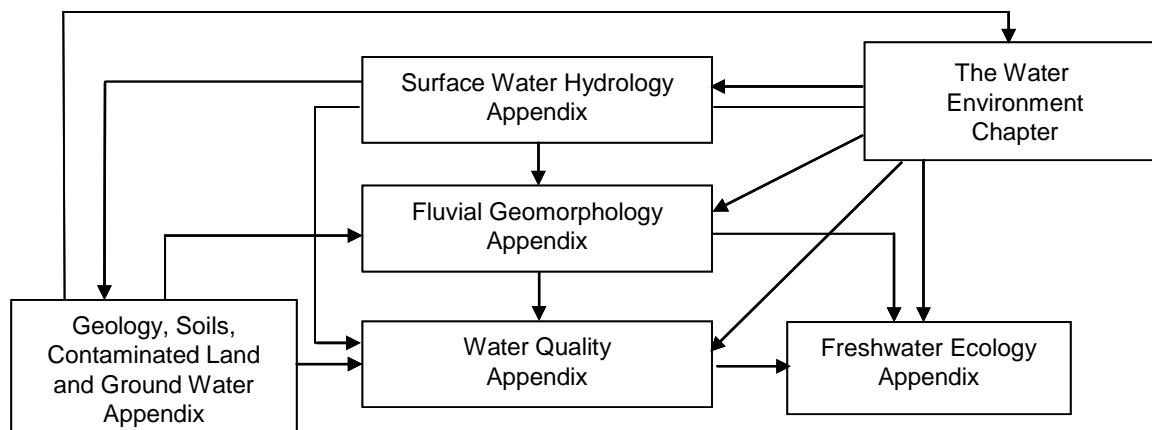 Surface Water Hydrology
Appendix
The Water
Environment
Chapter
Fluvial Geomorphology
Appendix
Geology, Soils,
Contaminated Land
and Ground Water
Appendix
Water Quality
Appendix
Freshwater Ecology
Appendix